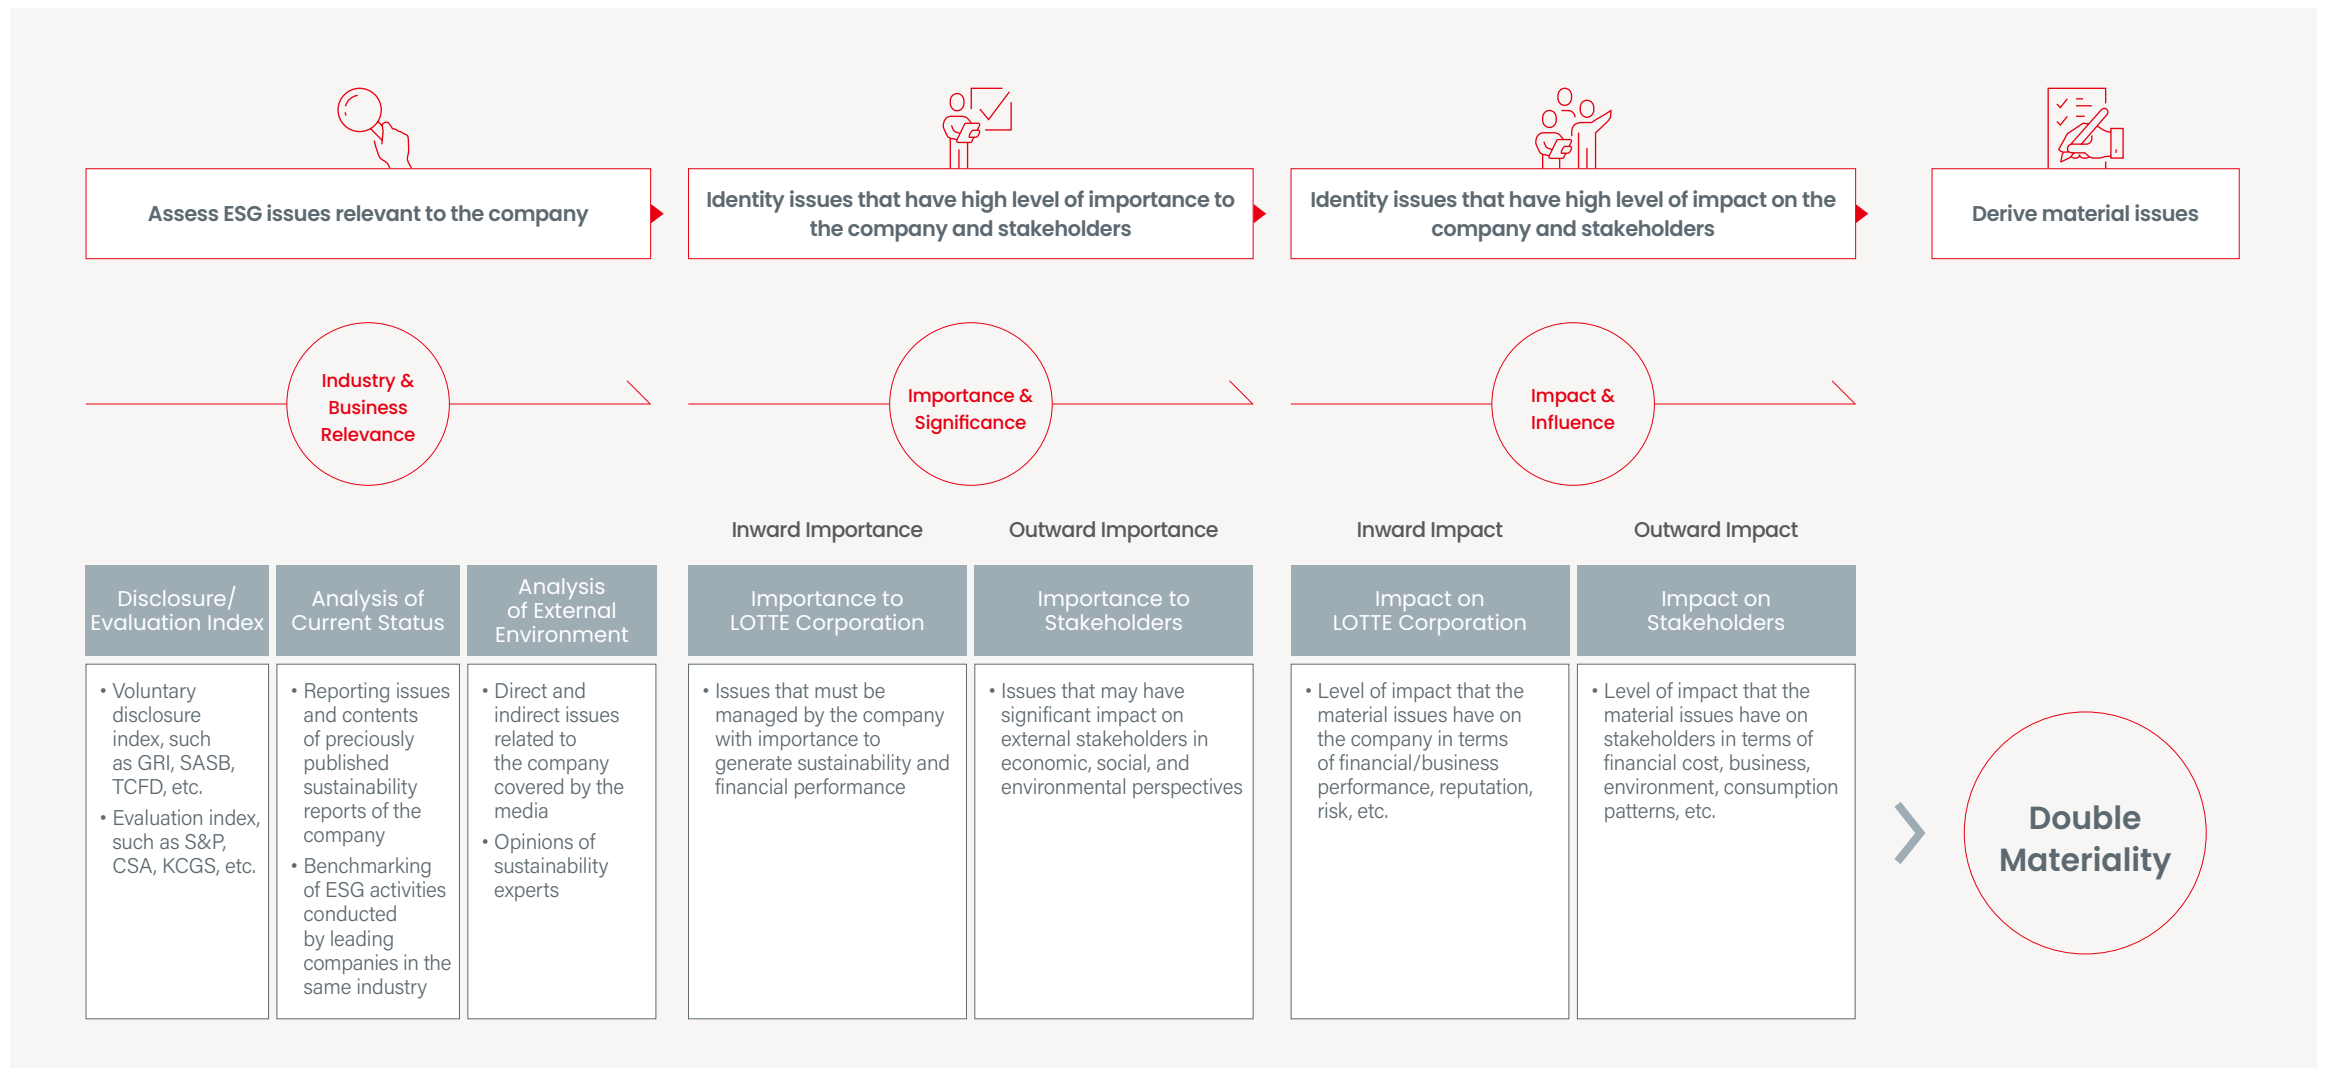 Assess ESG issues relevant to the company
Identity issues that have high level of importance to
the company and stakeholders
Identity issues that have high level of impact on the
company and stakeholders
Derive material issues
Industry &
Business
Relevance
Importance &
Significance
Impact &
Influence
Inward Importance
Outward Importance
Inward Impact
Outward Impact
Disclosure/
Evaluation Index
Analysis of
Current Status
Analysis
of External
Environment
Importance to
LOTTE Corporation
Importance to
Stakeholders
Impact on
LOTTE Corporation
Impact on
Stakeholders
• Voluntary
disclosure
index, such
as GRI, SASB,
TCFD, etc.
• Evaluation index,
such as S&P,
CSA, KCGS, etc.
• Reporting issues
and contents
of preciously
published
sustainability
reports of the
company
• Benchmarking
of ESG activities
conducted
by leading
companies in the
same industry
• Direct and
indirect issues
related to
the company
covered by the
media
• Opinions of
sustainability
experts
• Issues that must be
managed by the company
with importance to
generate sustainability and
financial performance
• Issues that may have
significant impact on
external stakeholders in
economic, social, and
environmental perspectives
• Level of impact that the
material issues have on
the company in terms
of financial/business
performance, reputation,
risk, etc.
• Level of impact that the
material issues have on
stakeholders in terms of
financial cost, business,
environment, consumption
patterns, etc.
Double
Materiality